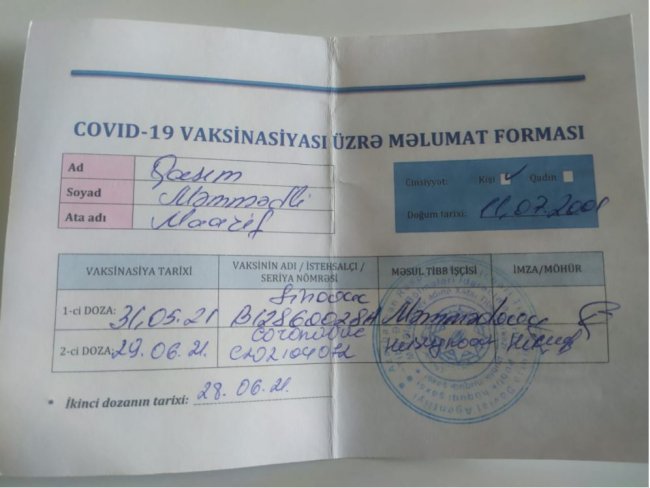 COVID-19 VAKSİNASİYASI ÜZRƏ MƏLUMAT FORMASI
Ad Qasım
Soyad Məmmədli
Ata adı Maarif
Cinsiyyət: Kişi ✓ Qadın
Doğum tarixi: 11.07.2001
VAKSİNASİYA TARİXİ VAKSİNİN ADI / İSTEHSALÇI / SERİYA NÖMRƏSİ MƏSUL TİBB İŞÇİSİ İMZA/MÖHÜR
1-ci DOZA: 31.05.21 Sinovac
2-ci DOZA: 29.06.21. Coronovac C202104072
* İkinci dozanın tarixi: 28.06.21.